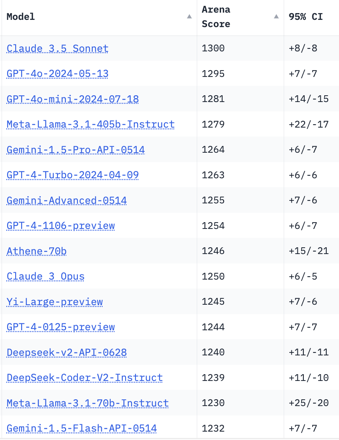 Model ▲ Arena Score ▲ 95% CI
Claude 3.5 Sonnet 1300 +8/-8
GPT-4o-2024-05-13 1295 +7/-7
GPT-4o-mini-2024-07-18 1281 +14/-15
Meta-Llama-3.1-405b-Instruct 1279 +22/-17
Gemini-1.5-Pro-API-0514 1264 +6/-7
GPT-4-Turbo-2024-04-09 1263 +6/-6
Gemini-Advanced-0514 1255 +7/-6
GPT-4-1106-preview 1254 +6/-7
Athene-70b 1246 +15/-21
Claude 3 Opus 1250 +6/-5
Yi-Large-preview 1245 +7/-6
GPT-4-0125-preview 1244 +7/-7
Deepseek-v2-API-0628 1240 +11/-11
DeepSeek-Coder-V2-Instruct 1239 +11/-10
Meta-Llama-3.1-70b-Instruct 1230 +25/-20
Gemini-1.5-Flash-API-0514 1232 +7/-7